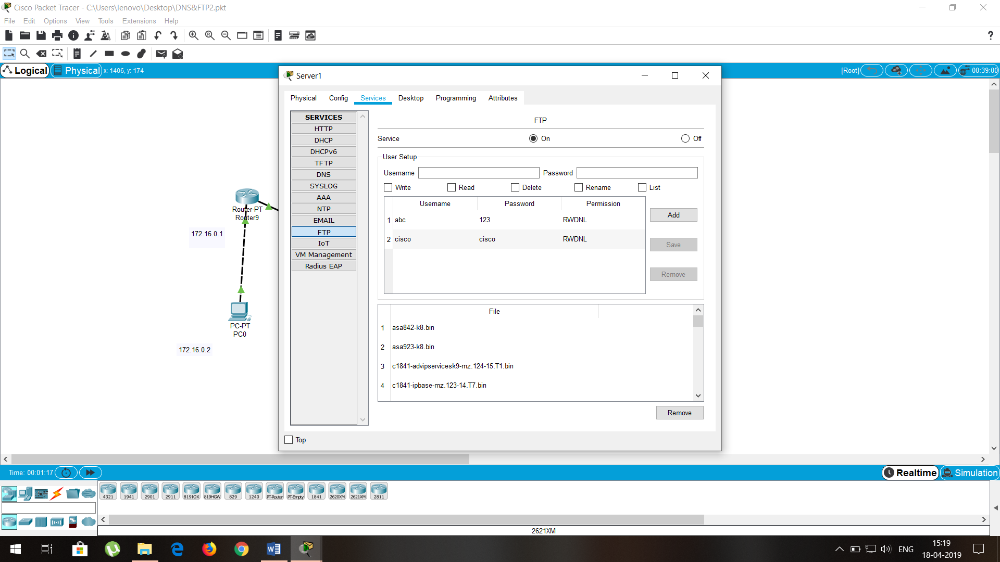 Cisco Packet Tracer - C:\Users\lenovo\Desktop\DNS&FTP2.pkt
File Edit Options View Tools Extensions Help
?
Logical Physical x: 1406, y: 174 [Root] 00:39:00
Server1
Physical Config Services Desktop Programming Attributes
SERVICES
HTTP
DHCP
DHCPv6
TFTP
DNS
SYSLOG
AAA
NTP
EMAIL
FTP
IoT
VM Management
Radius EAP
FTP
Service On Off
User Setup
Username Password
Write Read Delete Rename List
Username Password Permission
1 abc 123 RWDNL
2 cisco cisco RWDNL
Add
Save
Remove
File
1 asa842-k8.bin
2 asa923-k8.bin
3 c1841-advipservicesk9-mz.124-15.T1.bin
4 c1841-ipbase-mz.123-14.T7.bin
Remove
Top
Router-PT
Router9
172.16.0.1
PC-PT
PC0
172.16.0.2
Time: 00:01:17 Realtime Simulation
4321 1941 2901 2911 819IOX 819HGW 829 1240 PT-Router PT-Empty 1841 2620XM 2621XM 2811
2621XM
ENG
15:19
18-04-2019